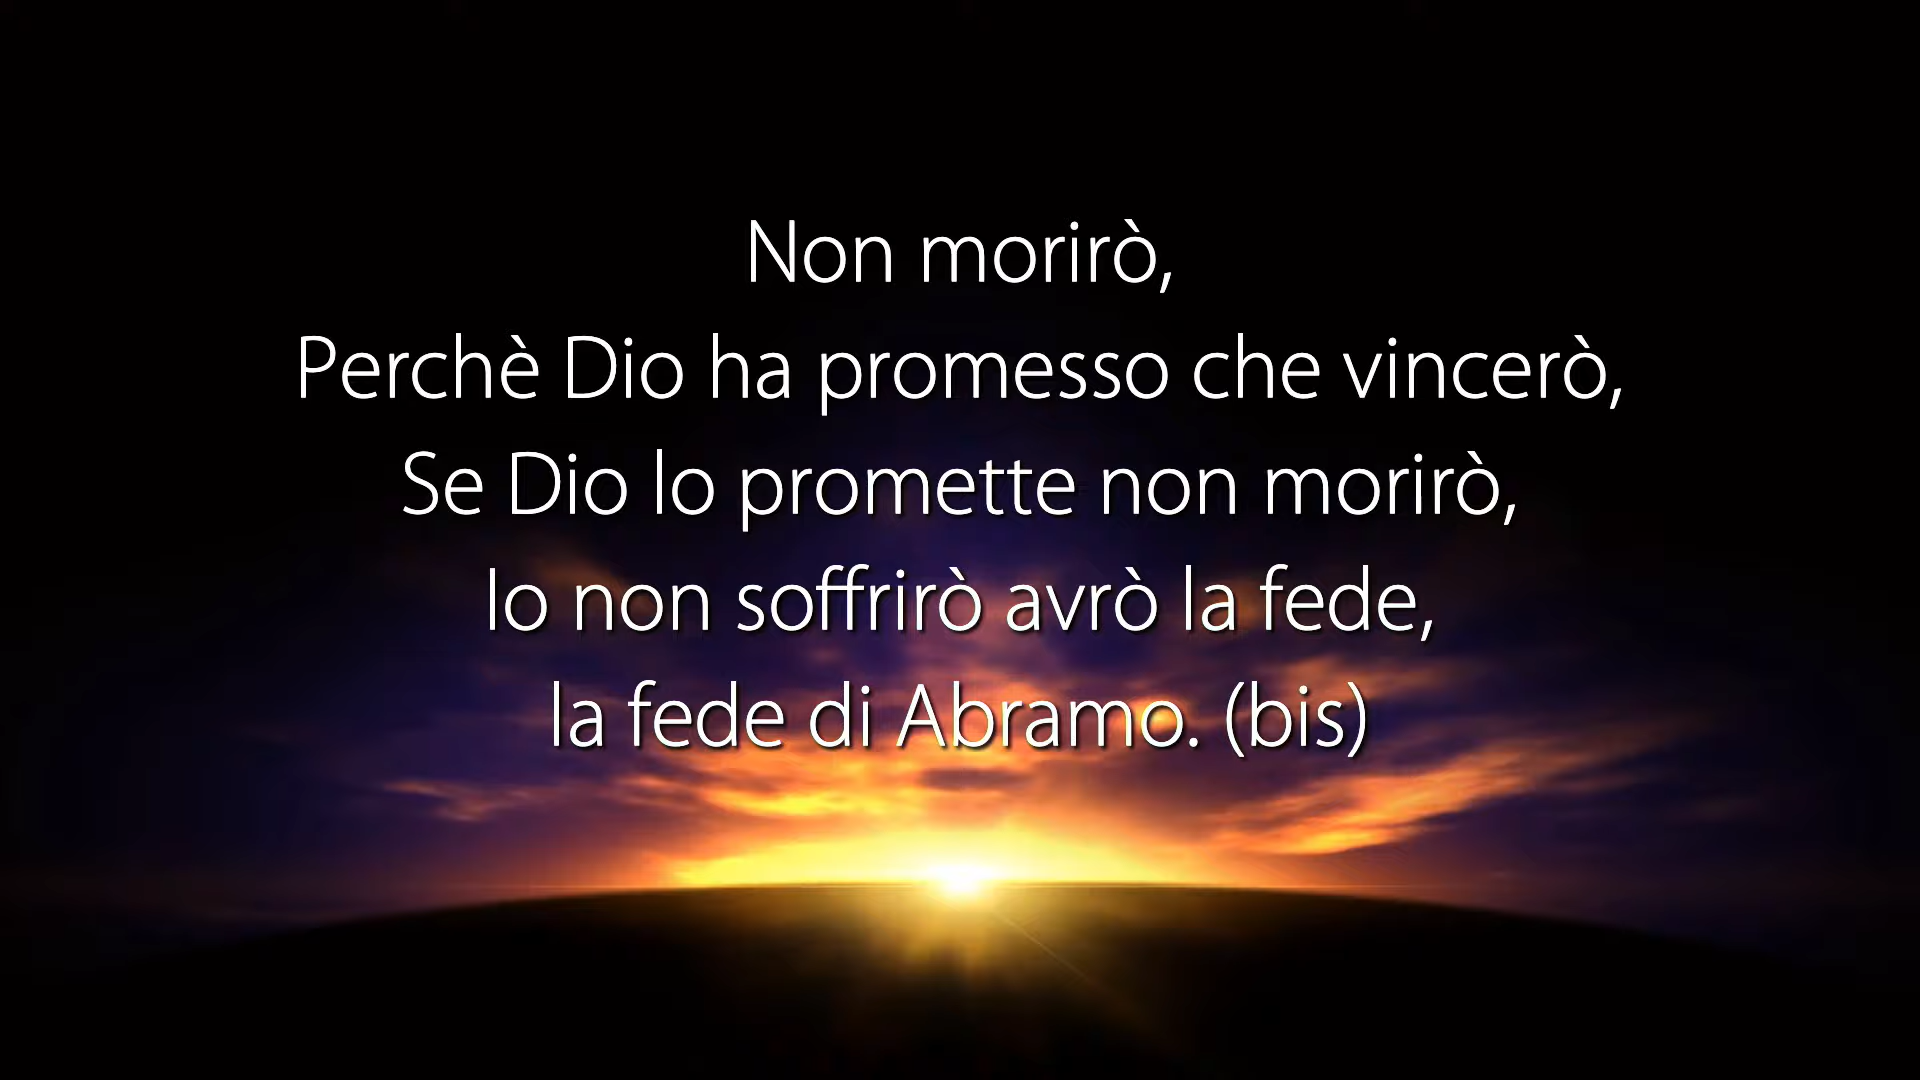 Non morirò,
Perchè Dio ha promesso che vincerò,
Se Dio lo promette non morirò,
Io non soffrirò avrò la fede,
la fede di Abramo. (bis)